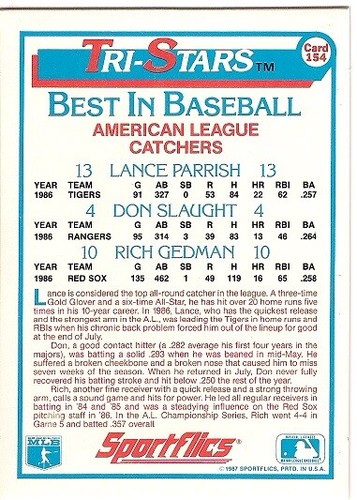 TRI-STARS™
Card
154
BEST IN BASEBALL
AMERICAN LEAGUE
CATCHERS
13 LANCE PARRISH 13
YEAR TEAM G AB SB R H HR RBI BA
1986 TIGERS 91 327 0 53 84 22 62 .257
4 DON SLAUGHT 4
YEAR TEAM G AB SB R H HR RBI BA
1986 RANGERS 95 314 3 39 83 13 46 .264
10 RICH GEDMAN 10
YEAR TEAM G AB SB R H HR RBI BA
1986 RED SOX 135 462 1 49 119 16 65 .258
Lance is considered the top all-round catcher in the league. A three-time
Gold Glover and a six-time All-Star, he has hit over 20 home runs five
times in his 10-year career. In 1986, Lance, who has the quickest release
and the strongest arm in the A.L., was leading the Tigers in home runs and
RBIs when his chronic back problem forced him out of the lineup for good
at the end of July.
Don, a good contact hitter (a .282 average his first four years in the
majors), was batting a solid .293 when he was beaned in mid-May. He
suffered a broken cheekbone and a broken nose that caused him to miss
seven weeks of the season. When he returned in July, Don never fully
recovered his batting stroke and hit below .250 the rest of the year.
Rich, another fine receiver with a quick release and a strong throwing
arm, calls a sound game and hits for power. He led all regular receivers
in batting in '84 and '85 and was a steadying influence on the Red Sox
pitching staff in '86. In the A.L. Championship Series, Rich went 4-4 in
Game 5 and batted .357 overall.
MLB
Sportflics®
© 1987 SPORTFLICS, PRTD. IN U.S.A.